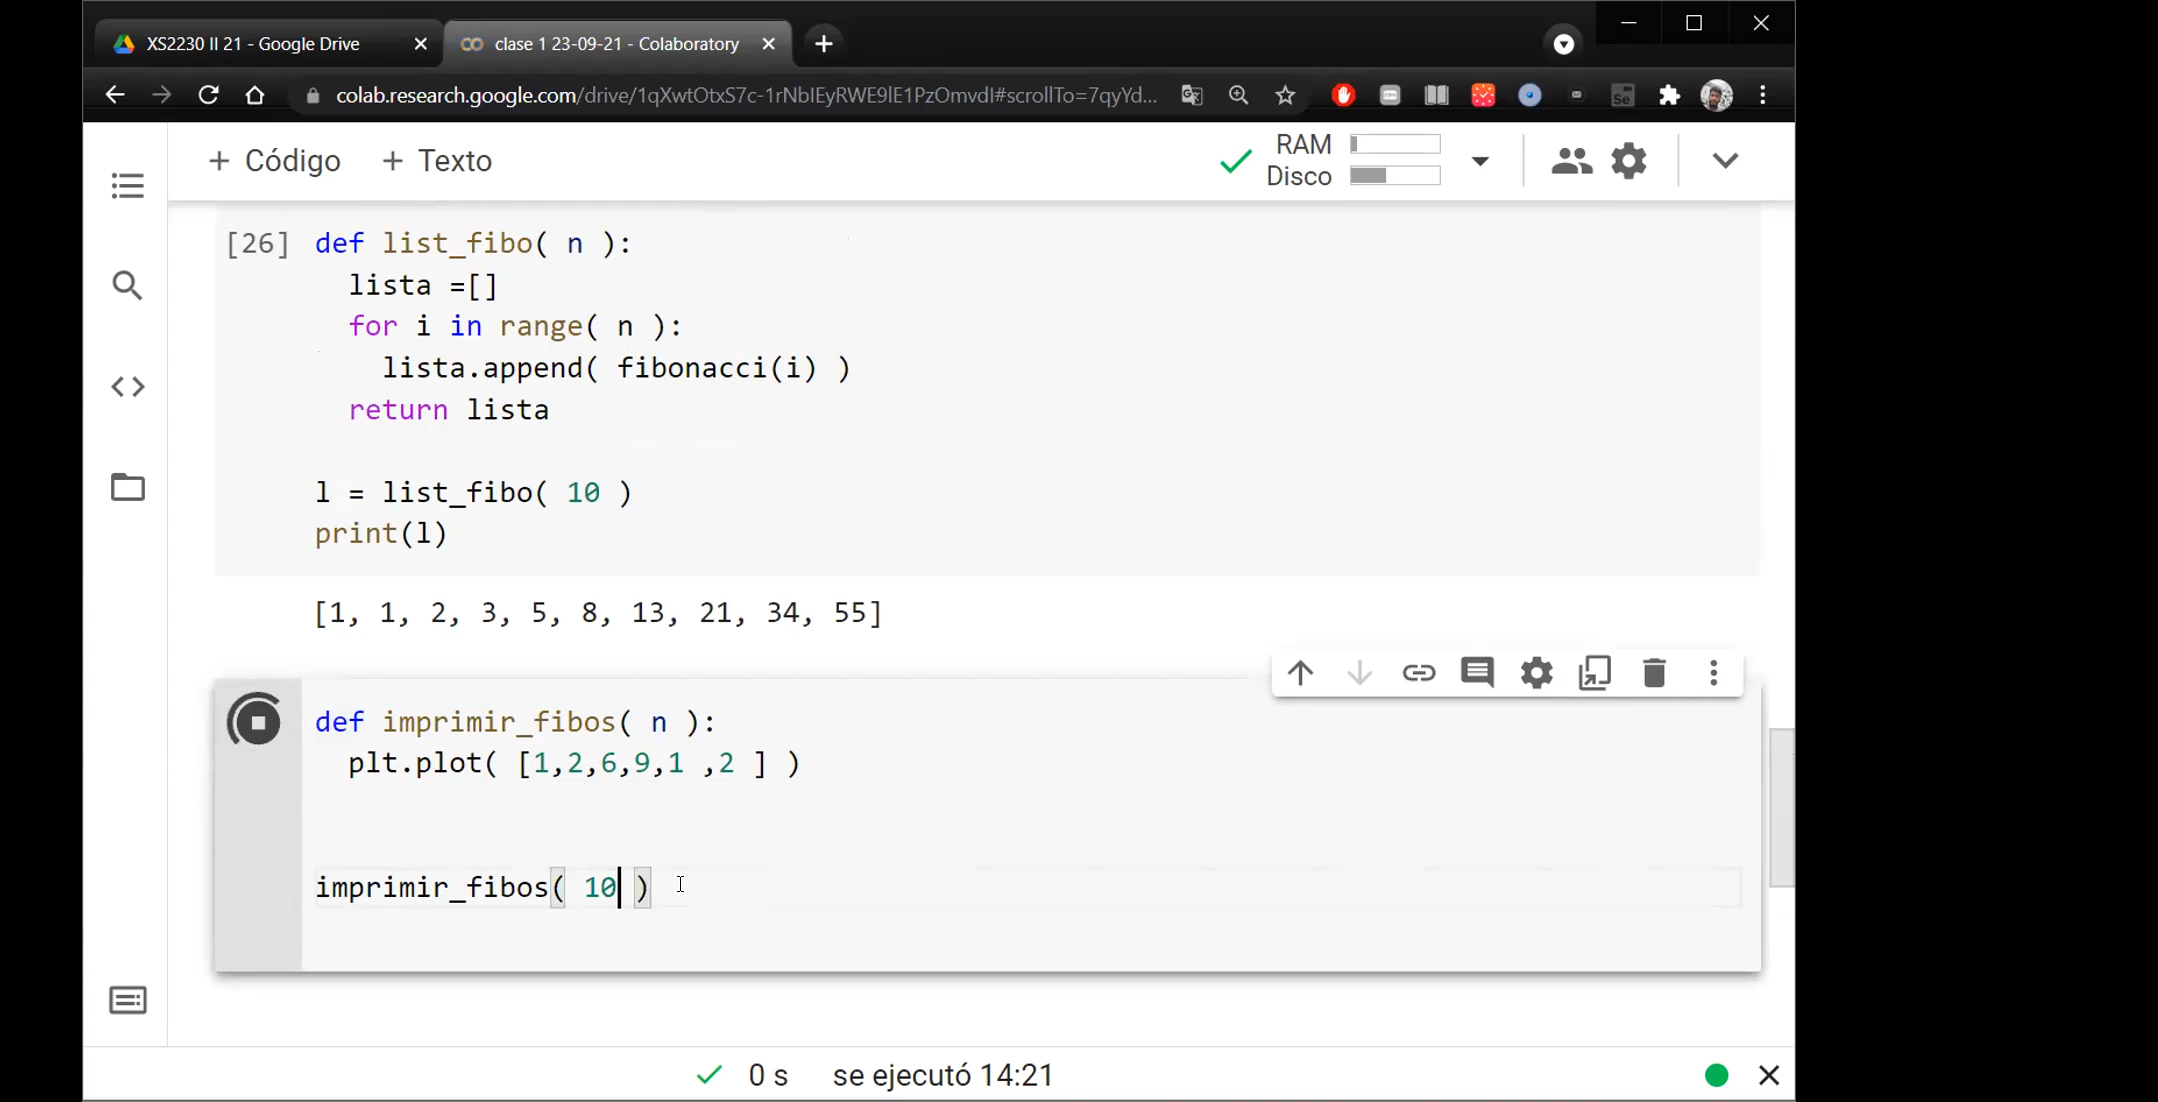 XS2230 II 21 - Google Drive
clase 1 23-09-21 - Colaboratory
colab.research.google.com/drive/1qXwtOtxS7c-1rNbIEyRWE9lE1PzOmvdI#scrollTo=7qyYd...
+ Código + Texto
RAM
Disco
[26] def list_fibo( n ):
lista =[]
for i in range( n ):
lista.append( fibonacci(i) )
return lista
l = list_fibo( 10 )
print(l)
[1, 1, 2, 3, 5, 8, 13, 21, 34, 55]
def imprimir_fibos( n ):
plt.plot( [1,2,6,9,1 ,2 ] )
imprimir_fibos( 10 )
0 s se ejecutó 14:21